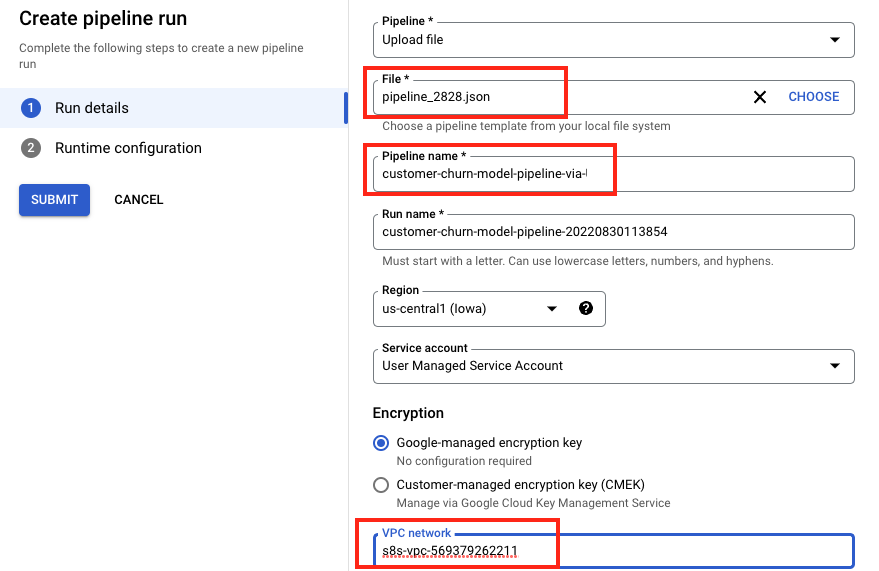 Create pipeline run
Complete the following steps to create a new pipeline
run
1 Run details
2 Runtime configuration
SUBMIT CANCEL
Pipeline *
Upload file
File *
pipeline_2828.json
CHOOSE
Choose a pipeline template from your local file system
Pipeline name *
customer-churn-model-pipeline-via-
Run name *
customer-churn-model-pipeline-20220830113854
Must start with a letter. Can use lowercase letters, numbers, and hyphens.
Region
us-central1 (Iowa) ?
Service account
User Managed Service Account
Encryption
Google-managed encryption key
No configuration required
Customer-managed encryption key (CMEK)
Manage via Google Cloud Key Management Service
VPC network
s8s-vpc-569379262211